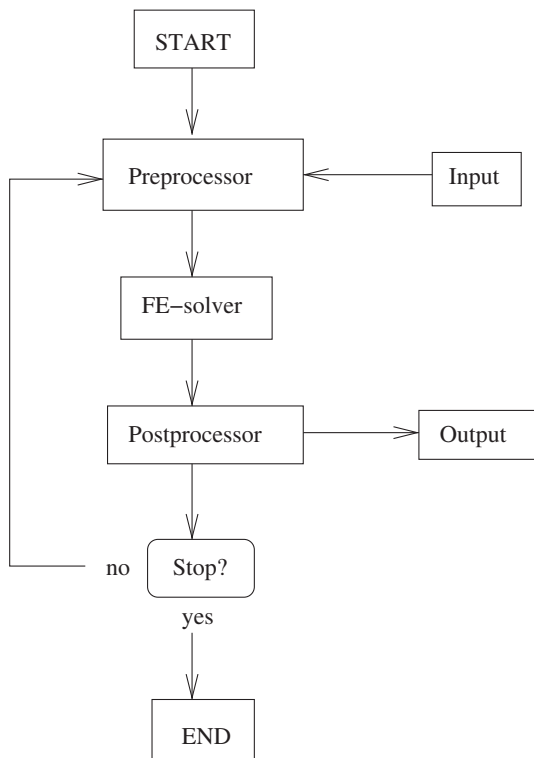 START
Preprocessor
Input
FE−solver
Postprocessor
Output
no
Stop?
yes
END